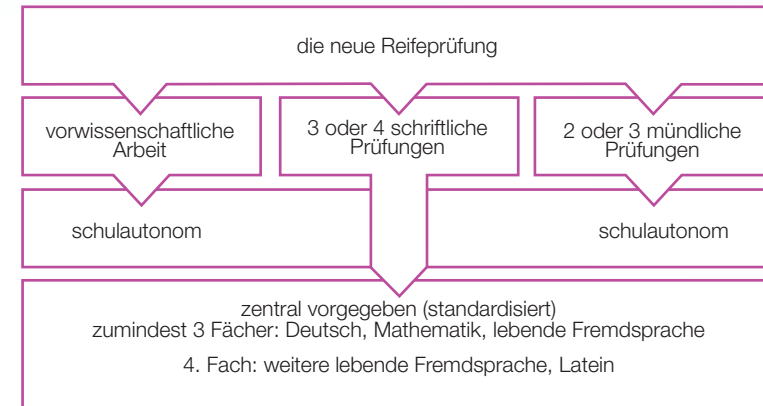 die neue Reifeprüfung
vorwissenschaftliche
Arbeit
3 oder 4 schriftliche
Prüfungen
2 oder 3 mündliche
Prüfungen
schulautonom
schulautonom
zentral vorgegeben (standardisiert)
zumindest 3 Fächer: Deutsch, Mathematik, lebende Fremdsprache
4. Fach: weitere lebende Fremdsprache, Latein